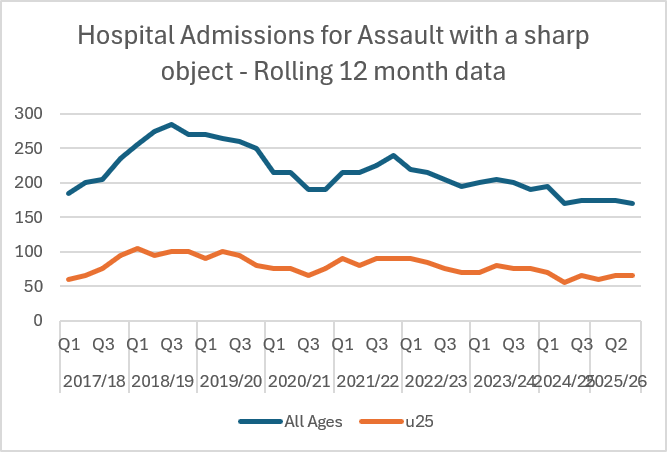 Hospital Admissions for Assault with a sharp
object - Rolling 12 month data
300
250
200
150
100
50
0
Q1 Q3 Q1 Q3 Q1 Q3 Q1 Q3 Q1 Q3 Q1 Q3 Q1 Q3 Q1 Q3 Q2
2017/18 2018/19 2019/20 2020/21 2021/22 2022/23 2023/24 2024/25 2025/26
All Ages u25